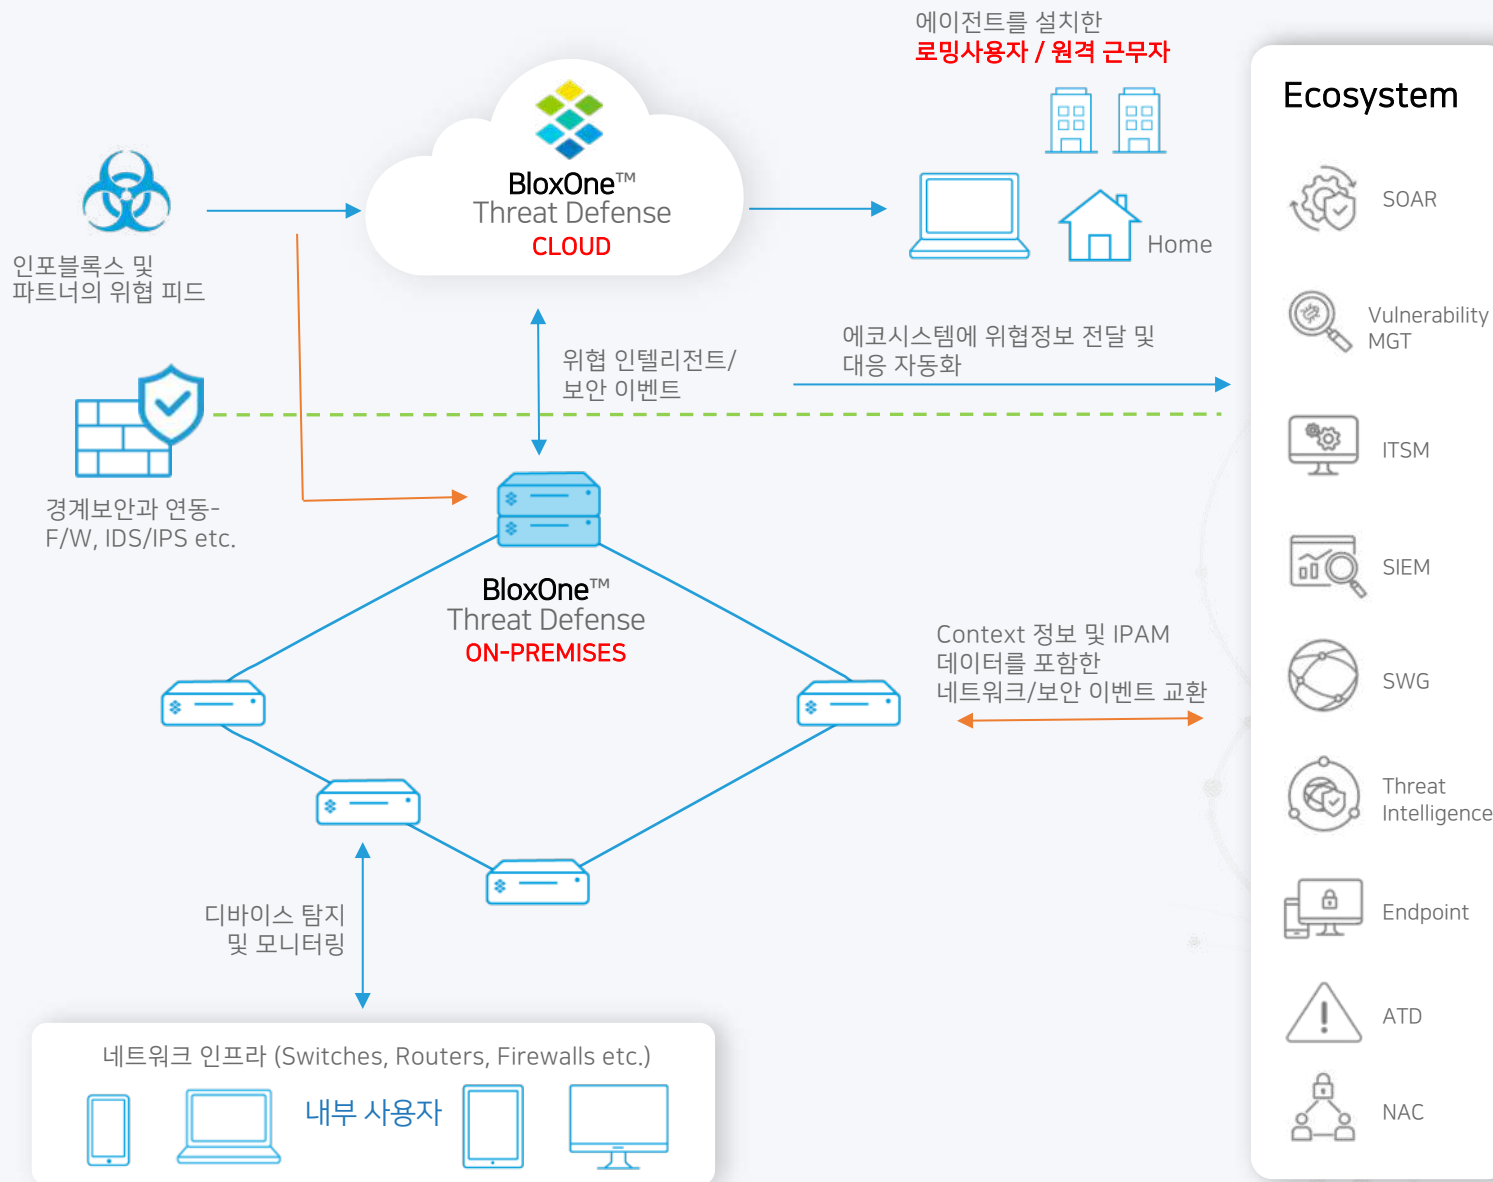 에이전트를 설치한
로밍사용자 / 원격 근무자
Ecosystem
BloxOne™
Threat Defense
CLOUD
Home
인포블록스 및
파트너의 위협 피드
위협 인텔리전트/
보안 이벤트
에코시스템에 위협정보 전달 및
대응 자동화
경계보안과 연동-
F/W, IDS/IPS etc.
BloxOne™
Threat Defense
ON-PREMISES
Context 정보 및 IPAM
데이터를 포함한
네트워크/보안 이벤트 교환
디바이스 탐지
및 모니터링
네트워크 인프라 (Switches, Routers, Firewalls etc.)
내부 사용자
SOAR
Vulnerability
MGT
ITSM
SIEM
SWG
Threat
Intelligence
Endpoint
ATD
NAC